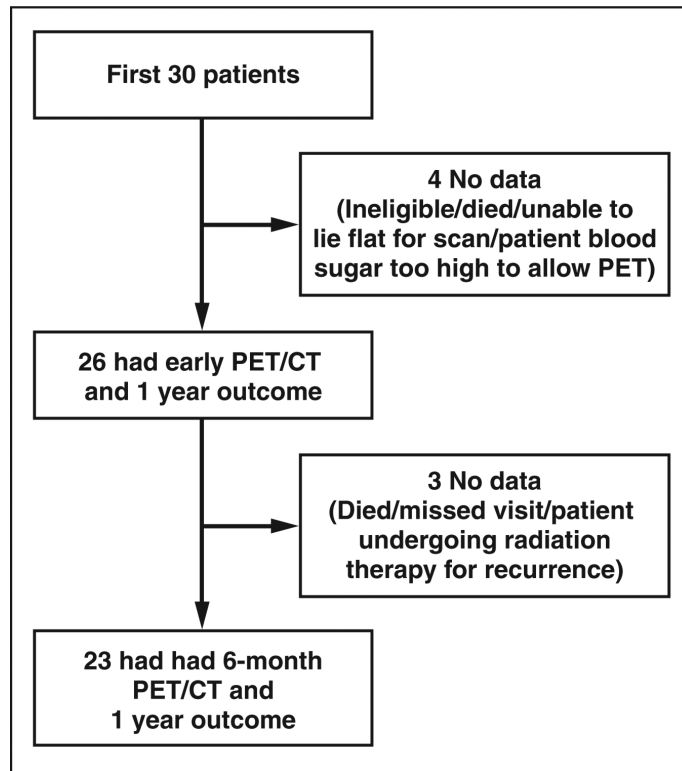 First 30 patients
4 No data
(Ineligible/died/unable to
lie flat for scan/patient blood
sugar too high to allow PET)
26 had early PET/CT
and 1 year outcome
3 No data
(Died/missed visit/patient
undergoing radiation
therapy for recurrence)
23 had had 6-month
PET/CT and
1 year outcome